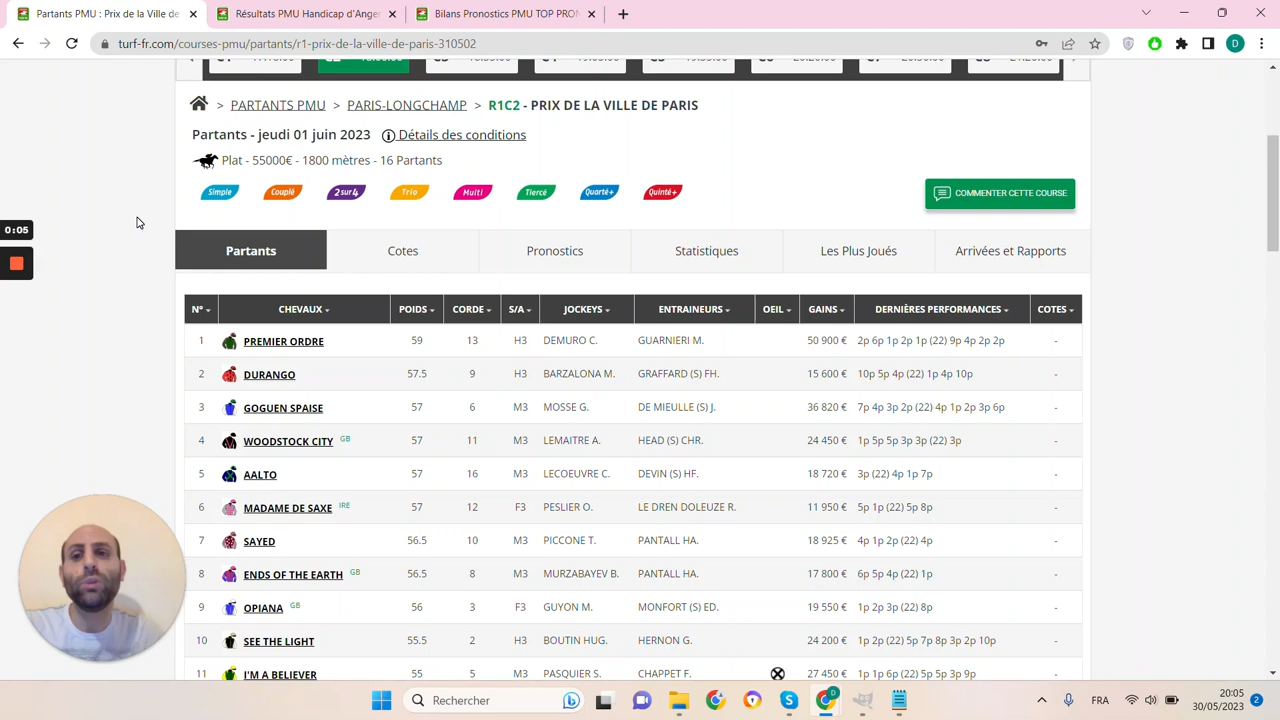 Partants PMU : Prix de la Ville de
Résultats PMU Handicap d'Anger
Bilans Pronostics PMU TOP PRON
turf-fr.com/courses-pmu/partants/r1-prix-de-la-ville-de-paris-310502
D
> PARTANTS PMU > PARIS-LONGCHAMP > R1C2 - PRIX DE LA VILLE DE PARIS
Partants - jeudi 01 juin 2023 Détails des conditions
Plat - 55000€ - 1800 mètres - 16 Partants
Simple Couplé 2sur4 Trio Multi Tiercé Quarté+ Quinté+
COMMENTER CETTE COURSE
0:05
Partants Cotes Pronostics Statistiques Les Plus Joués Arrivées et Rapports
N° CHEVAUX POIDS CORDE S/A JOCKEYS ENTRAINEURS OEIL GAINS DERNIÈRES PERFORMANCES COTES
1 PREMIER ORDRE 59 13 H3 DEMURO C. GUARNIERI M. 50 900 € 2p 6p 1p 2p 1p (22) 9p 4p 2p 2p -
2 DURANGO 57.5 9 H3 BARZALONA M. GRAFFARD (S) FH. 15 600 € 10p 5p 4p (22) 1p 4p 10p -
3 GOGUEN SPAISE 57 6 M3 MOSSE G. DE MIEULLE (S) J. 36 820 € 7p 4p 3p 2p (22) 4p 1p 2p 3p 6p -
4 WOODSTOCK CITY GB 57 11 M3 LEMAITRE A. HEAD (S) CHR. 24 450 € 1p 5p 5p 3p 3p (22) 3p -
5 AALTO 57 16 M3 LECOEUVRE C. DEVIN (S) HF. 18 720 € 3p (22) 4p 1p 7p -
6 MADAME DE SAXE IRE 57 12 F3 PESLIER O. LE DREN DOLEUZE R. 11 950 € 5p 1p (22) 5p 8p -
7 SAYED 56.5 10 M3 PICCONE T. PANTALL HA. 18 925 € 4p 1p 2p (22) 4p -
8 ENDS OF THE EARTH GB 56.5 8 M3 MURZABAYEV B. PANTALL HA. 17 800 € 6p 5p 4p (22) 1p -
9 OPIANA GB 56 3 F3 GUYON M. MONFORT (S) ED. 19 550 € 1p 2p 3p (22) 8p -
10 SEE THE LIGHT 55.5 2 H3 BOUTIN HUG. HERNON G. 24 200 € 1p 2p (22) 5p 7p 8p 3p 2p 10p -
11 I'M A BELIEVER 55 5 M3 PASQUIER S. CHAPPET F. 27 450 € 1p 1p 6p (22) 5p 5p 3p 9p -
Rechercher
D
FRA
20:05
30/05/2023
2